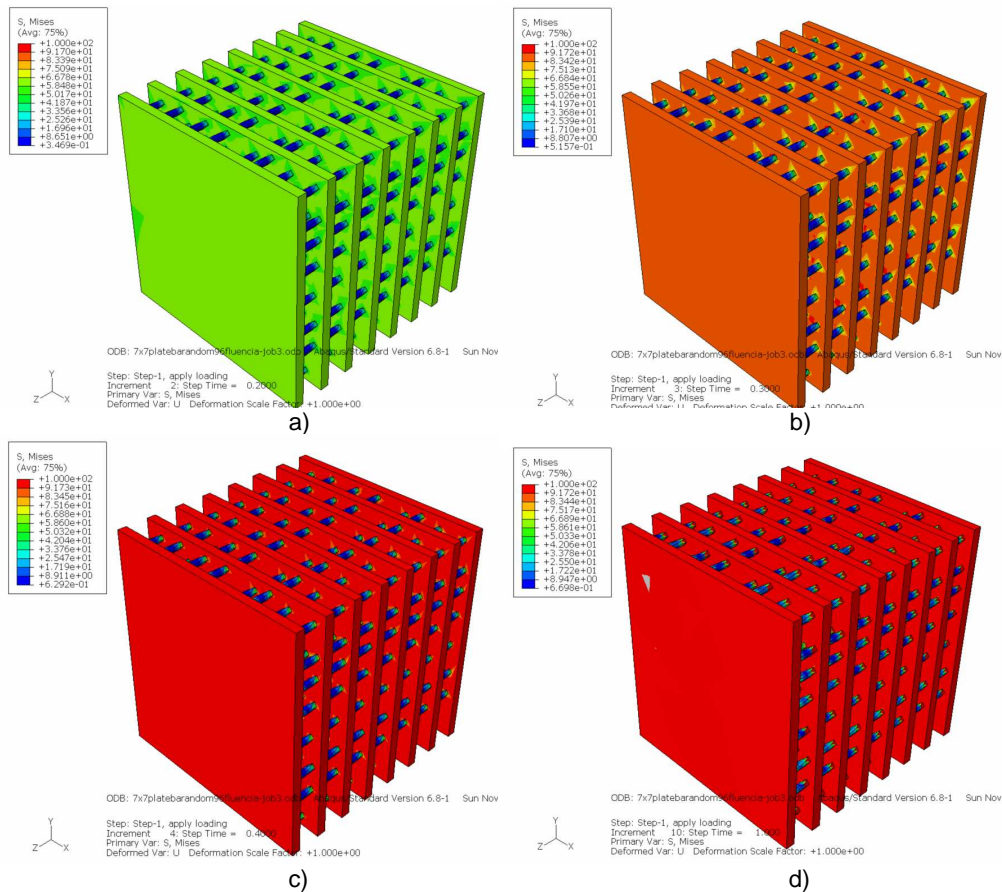 S, Mises
(Avg: 75%)
+1.000e+02
+9.170e+01
+8.339e+01
+7.509e+01
+6.678e+01
+5.848e+01
+5.017e+01
+4.187e+01
+3.356e+01
+2.526e+01
+1.696e+01
+8.651e+00
+3.469e-01
ODB: 7x7platebarandom96fluencia-job3.odb Abaqus/Standard Version 6.8-1 Sun Nov
Step: Step-1, apply loading
Increment 2: Step Time = 0.2000
Primary Var: S, Mises
Deformed Var: U Deformation Scale Factor: +1.000e+00
Y
Z X
a)
S, Mises
(Avg: 75%)
+1.000e+02
+9.172e+01
+8.342e+01
+7.513e+01
+6.684e+01
+5.855e+01
+5.026e+01
+4.197e+01
+3.368e+01
+2.539e+01
+1.710e+01
+8.807e+00
+5.157e-01
ODB: 7x7platebarandom96fluencia-job3.odb Abaqus/Standard Version 6.8-1 Sun Nov
Step: Step-1, apply loading
Increment 3: Step Time = 0.3000
Primary Var: S, Mises
Deformed Var: U Deformation Scale Factor: +1.000e+00
Y
Z X
b)
S, Mises
(Avg: 75%)
+1.000e+02
+9.173e+01
+8.345e+01
+7.516e+01
+6.688e+01
+5.860e+01
+5.032e+01
+4.204e+01
+3.376e+01
+2.547e+01
+1.719e+01
+8.911e+00
+6.292e-01
ODB: 7x7platebarandom96fluencia-job3.odb Abaqus/Standard Version 6.8-1 Sun Nov
Step: Step-1, apply loading
Increment 4: Step Time = 0.4000
Primary Var: S, Mises
Deformed Var: U Deformation Scale Factor: +1.000e+00
Y
Z X
c)
S, Mises
(Avg: 75%)
+1.000e+02
+9.172e+01
+8.344e+01
+7.517e+01
+6.689e+01
+5.861e+01
+5.033e+01
+4.206e+01
+3.378e+01
+2.550e+01
+1.722e+01
+8.947e+00
+6.698e-01
ODB: 7x7platebarandom96fluencia-job3.odb Abaqus/Standard Version 6.8-1 Sun Nov
Step: Step-1, apply loading
Increment 10: Step Time = 1.000
Primary Var: S, Mises
Deformed Var: U Deformation Scale Factor: +1.000e+00
Y
Z X
d)